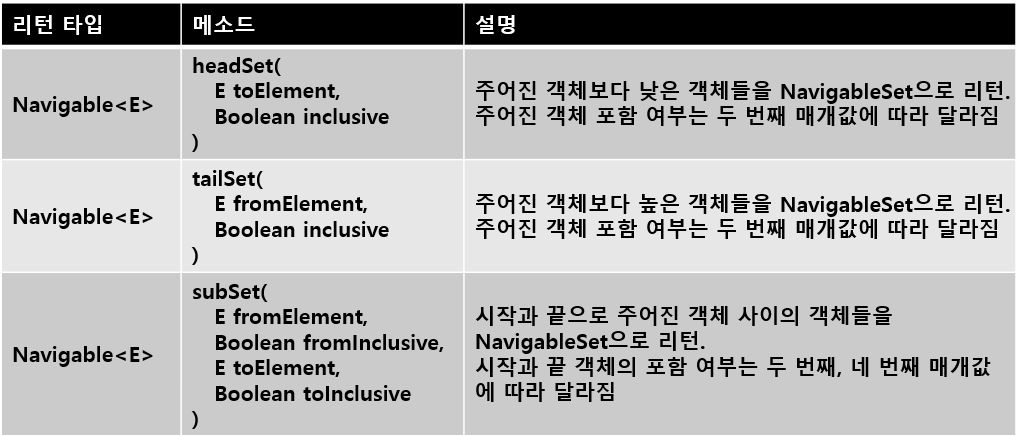 리턴 타입
메소드
설명
Navigable<E>
headSet(
E toElement,
Boolean inclusive
)
주어진 객체보다 낮은 객체들을 NavigableSet으로 리턴.
주어진 객체 포함 여부는 두 번째 매개값에 따라 달라짐
Navigable<E>
tailSet(
E fromElement,
Boolean inclusive
)
주어진 객체보다 높은 객체들을 NavigableSet으로 리턴.
주어진 객체 포함 여부는 두 번째 매개값에 따라 달라짐
Navigable<E>
subSet(
E fromElement,
Boolean fromInclusive,
E toElement,
Boolean toInclusive
)
시작과 끝으로 주어진 객체 사이의 객체들을
NavigableSet으로 리턴.
시작과 끝 객체의 포함 여부는 두 번째, 네 번째 매개값
에 따라 달라짐